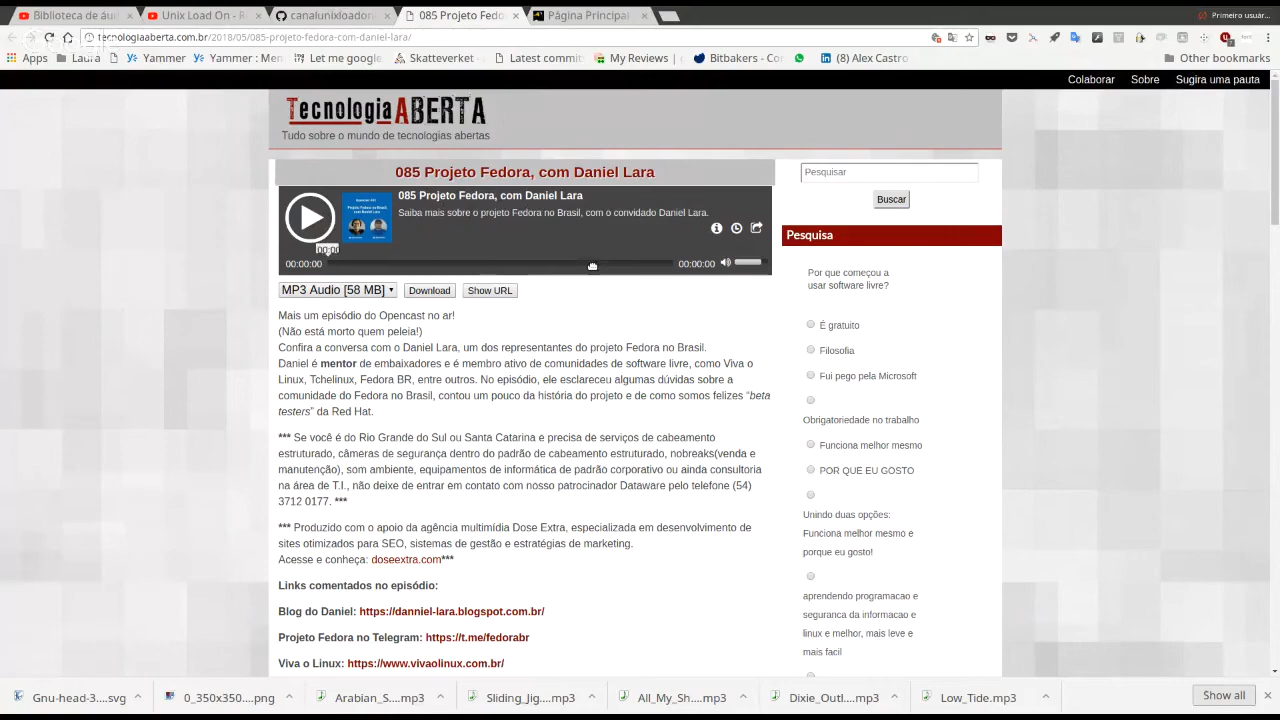 Biblioteca de áu
Unix Load On - R
canalunixloado
085 Projeto Fedo
Página Principal
Primeiro usuár...
tecnologiaaberta.com.br/2018/05/085-projeto-fedora-com-daniel-lara/
Apps Laura Yammer Yammer : Men Let me google Skatteverket - Latest commit My Reviews | Bitbakers - Con (8) Alex Castro Other bookmarks
Colaborar Sobre Sugira uma pauta
Tecnologia ABERTA
Tudo sobre o mundo de tecnologias abertas
085 Projeto Fedora, com Daniel Lara
085 Projeto Fedora, com Daniel Lara
Saiba mais sobre o projeto Fedora no Brasil, com o convidado Daniel Lara.
00:00
00:00:00
00:00:00
MP3 Audio [58 MB] Download Show URL
Mais um episódio do Opencast no ar!
(Não está morto quem peleia!)
Confira a conversa com o Daniel Lara, um dos representantes do projeto Fedora no Brasil.
Daniel é mentor de embaixadores e é membro ativo de comunidades de software livre, como Viva o
Linux, Tchelinux, Fedora BR, entre outros. No episódio, ele esclareceu algumas dúvidas sobre a
comunidade do Fedora no Brasil, contou um pouco da história do projeto e de como somos felizes “beta
testers” da Red Hat.
*** Se você é do Rio Grande do Sul ou Santa Catarina e precisa de serviços de cabeamento
estruturado, câmeras de segurança dentro do padrão de cabeamento estruturado, nobreaks(venda e
manutenção), som ambiente, equipamentos de informática de padrão corporativo ou ainda consultoria
na área de T.I., não deixe de entrar em contato com nosso patrocinador Dataware pelo telefone (54)
3712 0177. ***
*** Produzido com o apoio da agência multimídia Dose Extra, especializada em desenvolvimento de
sites otimizados para SEO, sistemas de gestão e estratégias de marketing.
Acesse e conheça: doseextra.com***
Links comentados no episódio:
Blog do Daniel: https://danniel-lara.blogspot.com.br/
Projeto Fedora no Telegram: https://t.me/fedorabr
Viva o Linux: https://www.vivaolinux.com.br/
Pesquisar
Buscar
Pesquisa
Por que começou a
usar software livre?
É gratuito
Filosofia
Fui pego pela Microsoft
Obrigatoriedade no trabalho
Funciona melhor mesmo
POR QUE EU GOSTO
Unindo duas opções:
Funciona melhor mesmo e
porque eu gosto!
aprendendo programacao e
seguranca da informacao e
linux e melhor, mais leve e
mais facil
Gnu-head-3....svg 0_350x350....png Arabian_S....mp3 Sliding_Jig....mp3 All_My_Sh....mp3 Dixie_Outl....mp3 Low_Tide.mp3 Show all